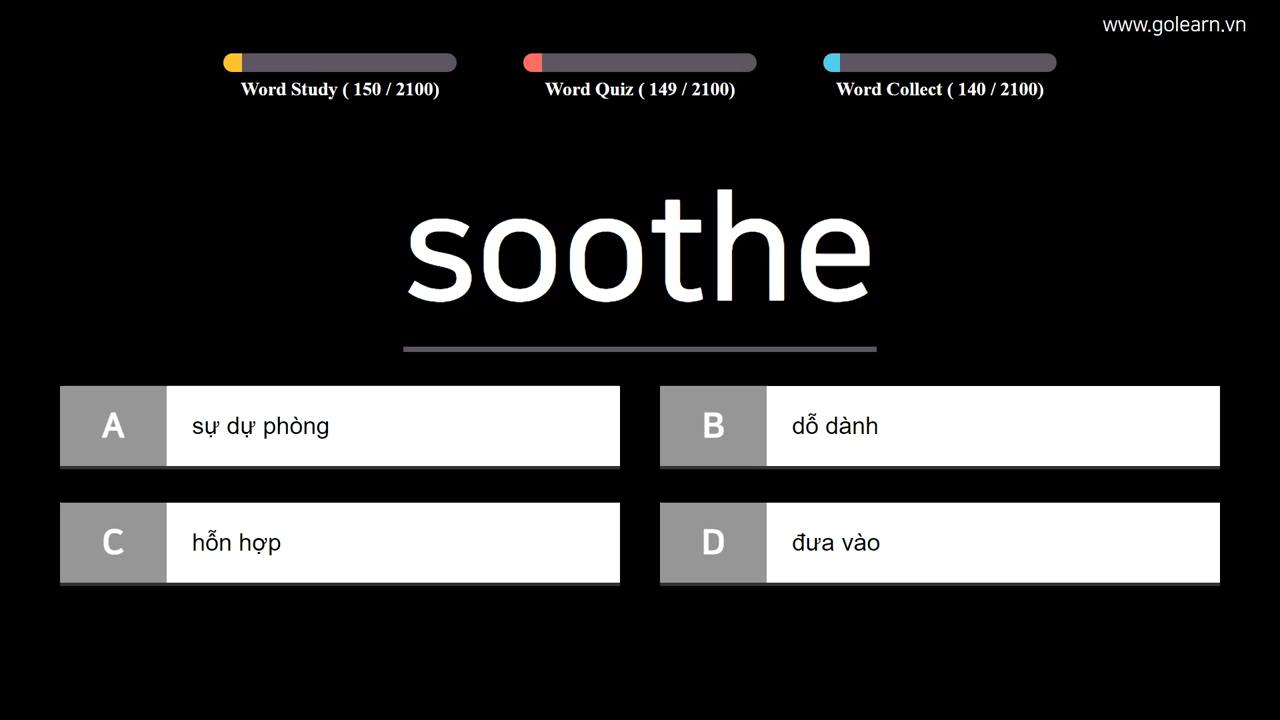 www.golearn.vn
Word Study ( 150 / 2100)
Word Quiz ( 149 / 2100)
Word Collect ( 140 / 2100)
soothe
A sự dự phòng
B dỗ dành
C hỗn hợp
D đưa vào